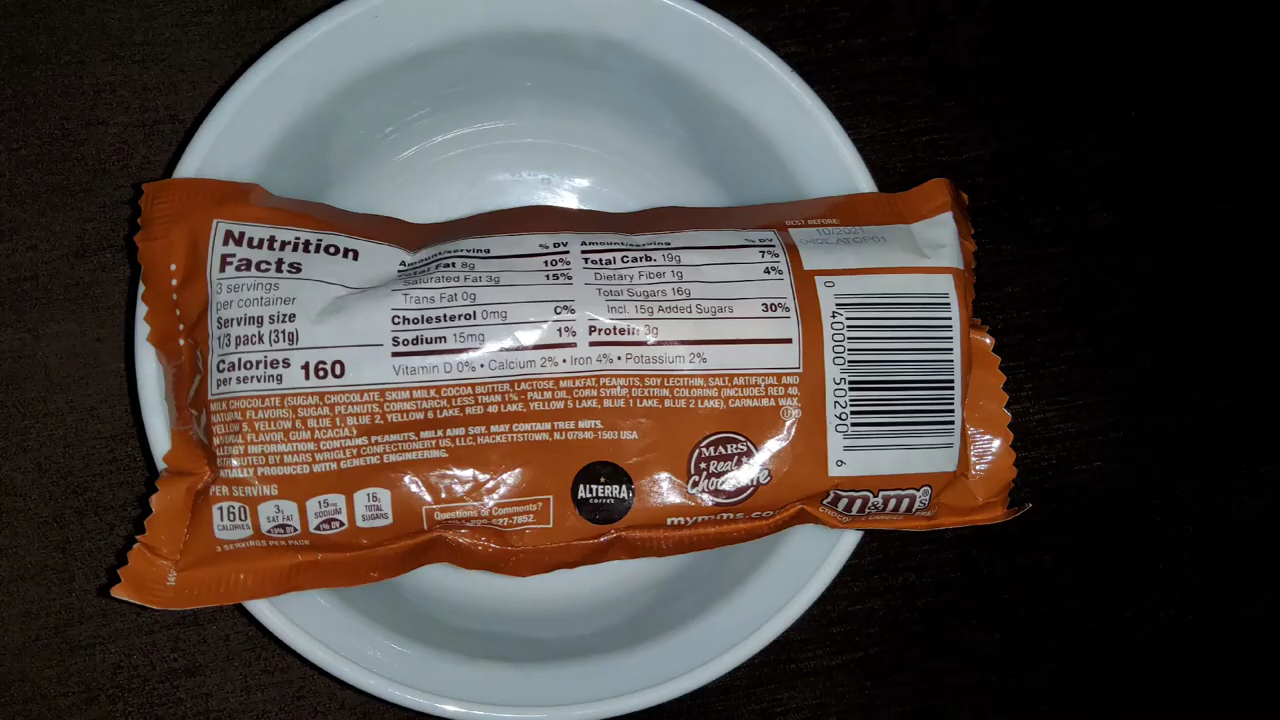 Nutrition
Facts
3 servings
per container
Serving size
1/3 pack (31g)
Calories
per serving 160
Amount/serving % DV
Total Fat 8g 10%
Saturated Fat 3g 15%
Trans Fat 0g
Cholesterol 0mg 0%
Sodium 15mg 1%
Amount/serving % DV
Total Carb. 19g 7%
Dietary Fiber 1g 4%
Total Sugars 16g
Incl. 15g Added Sugars 30%
Protein 3g
Vitamin D 0% • Calcium 2% • Iron 4% • Potassium 2%
MILK CHOCOLATE (SUGAR, CHOCOLATE, SKIM MILK, COCOA BUTTER, LACTOSE, MILKFAT, PEANUTS, SOY LECITHIN, SALT, ARTIFICIAL AND
NATURAL FLAVORS), SUGAR, PEANUTS, CORNSTARCH, LESS THAN 1% - PALM OIL, CORN SYRUP, DEXTRIN, COLORING (INCLUDES RED 40,
YELLOW 5, YELLOW 6, BLUE 1, BLUE 2, YELLOW 6 LAKE, RED 40 LAKE, YELLOW 5 LAKE, BLUE 1 LAKE, BLUE 2 LAKE), CARNAUBA WAX,
NATURAL FLAVOR, GUM ACACIA.
ALLERGY INFORMATION: CONTAINS PEANUTS, MILK AND SOY. MAY CONTAIN TREE NUTS.
DISTRIBUTED BY MARS WRIGLEY CONFECTIONERY US, LLC, HACKETTSTOWN, NJ 07840-1503 USA
PARTIALLY PRODUCED WITH GENETIC ENGINEERING.
PER SERVING
160
CALORIES
3g
SAT FAT
15% DV
15mg
SODIUM
1% DV
16g
TOTAL
SUGARS
3 SERVINGS PER PACK
Questions or Comments?
627-7852.
ALTERRA
COFFEE
MARS
Real
Chocolate
mymms.co
BEST BEFORE:
10/2021
0 40000 50290 6
m&m's®